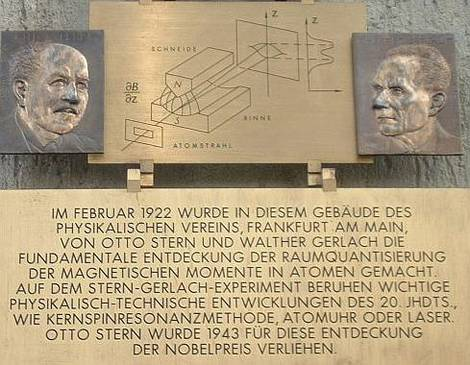 Z
Z
SCHNEIDE
∂B
∂z
N
S
RINNE
ATOMSTRAHL
IM FEBRUAR 1922 WURDE IN DIESEM GEBÄUDE DES
PHYSIKALISCHEN VEREINS, FRANKFURT AM MAIN,
VON OTTO STERN UND WALTHER GERLACH DIE
FUNDAMENTALE ENTDECKUNG DER RAUMQUANTISIERUNG
DER MAGNETISCHEN MOMENTE IN ATOMEN GEMACHT.
AUF DEM STERN-GERLACH-EXPERIMENT BERUHEN WICHTIGE
PHYSIKALISCH-TECHNISCHE ENTWICKLUNGEN DES 20. JHDTS.,
WIE KERNSPINRESONANZMETHODE, ATOMUHR ODER LASER.
OTTO STERN WURDE 1943 FÜR DIESE ENTDECKUNG
DER NOBELPREIS VERLIEHEN.